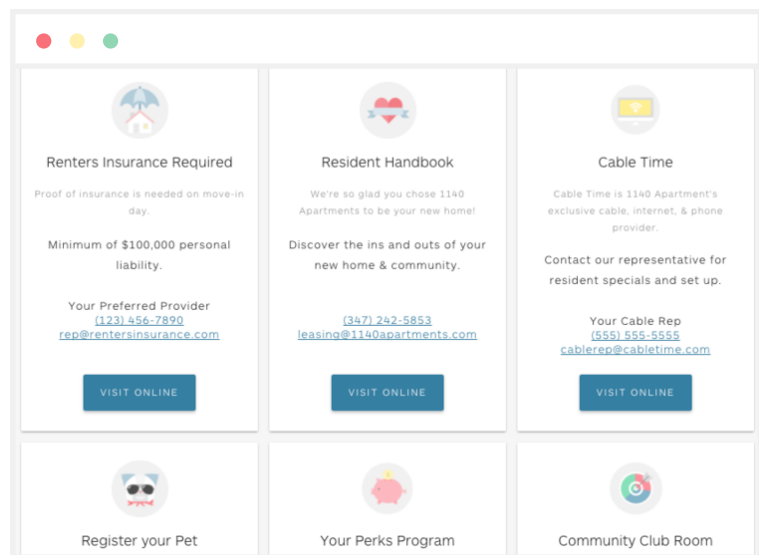 Renters Insurance Required
Proof of insurance is needed on move-in
day.
Minimum of $100,000 personal
liability.
Your Preferred Provider
(123) 456-7890
rep@rentersinsurance.com
VISIT ONLINE
Resident Handbook
We're so glad you chose 1140
Apartments to be your new home!
Discover the ins and outs of your
new home & community.
(347) 242-5853
leasing@1140apartments.com
VISIT ONLINE
Cable Time
Cable Time is 1140 Apartment's
exclusive cable, internet, & phone
provider.
Contact our representative for
resident specials and set up.
Your Cable Rep
(555) 555-5555
cablerep@cabletime.com
VISIT ONLINE
Register your Pet
Your Perks Program
Community Club Room